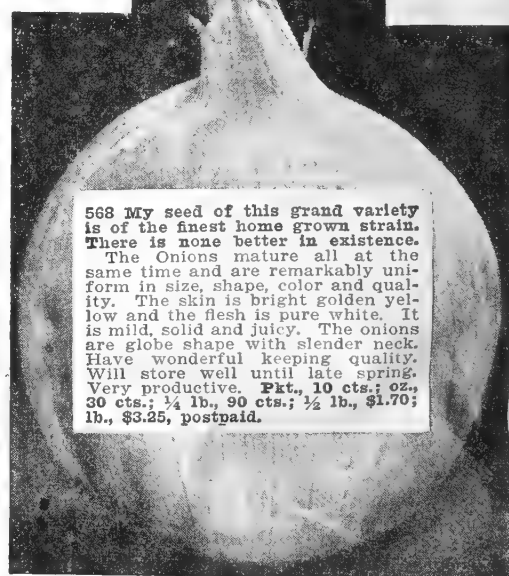 568 My seed of this grand variety
is of the finest home grown strain.
There is none better in existence.
The Onions mature all at the
same time and are remarkably uni-
form in size, shape, color and qual-
ity. The skin is bright golden yel-
low and the flesh is pure white. It
is mild, solid and juicy. The onions
are globe shape with slender neck.
Have wonderful keeping quality.
Will store well until late spring.
Very productive. Pkt., 10 cts.; oz.,
30 cts.; ¼ lb., 90 cts.; ½ lb., $1.70;
lb., $3.25, postpaid.